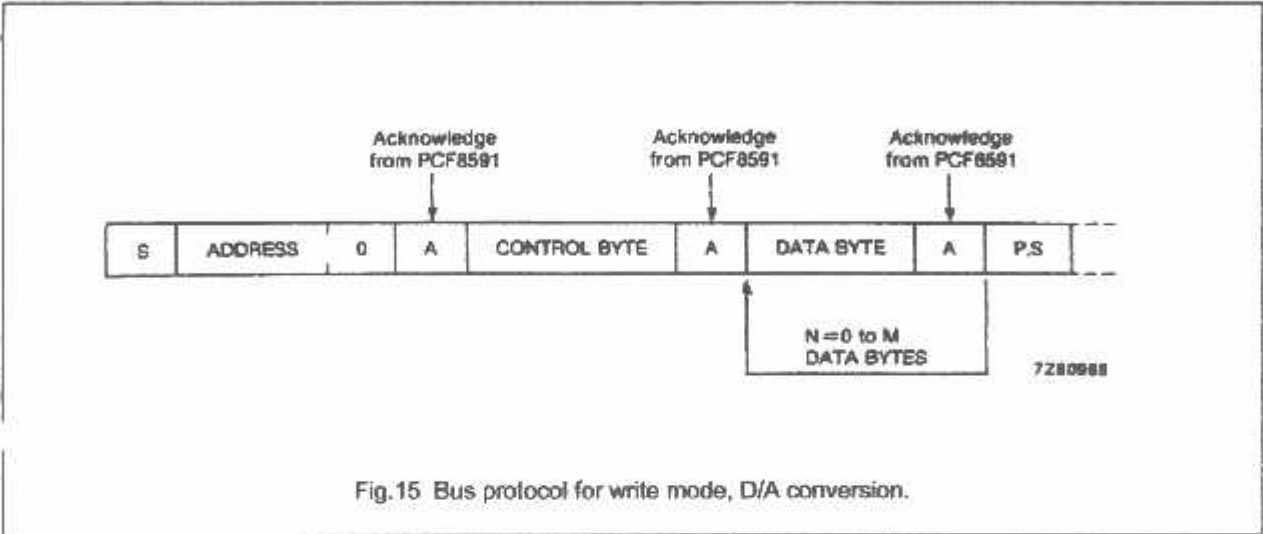 Acknowledge
from PCF8591
Acknowledge
from PCF8591
Acknowledge
from PCF8591
S ADDRESS 0 A CONTROL BYTE A DATA BYTE A P,S
N=0 to M
DATA BYTES
Fig.15 Bus protocol for write mode, D/A conversion.